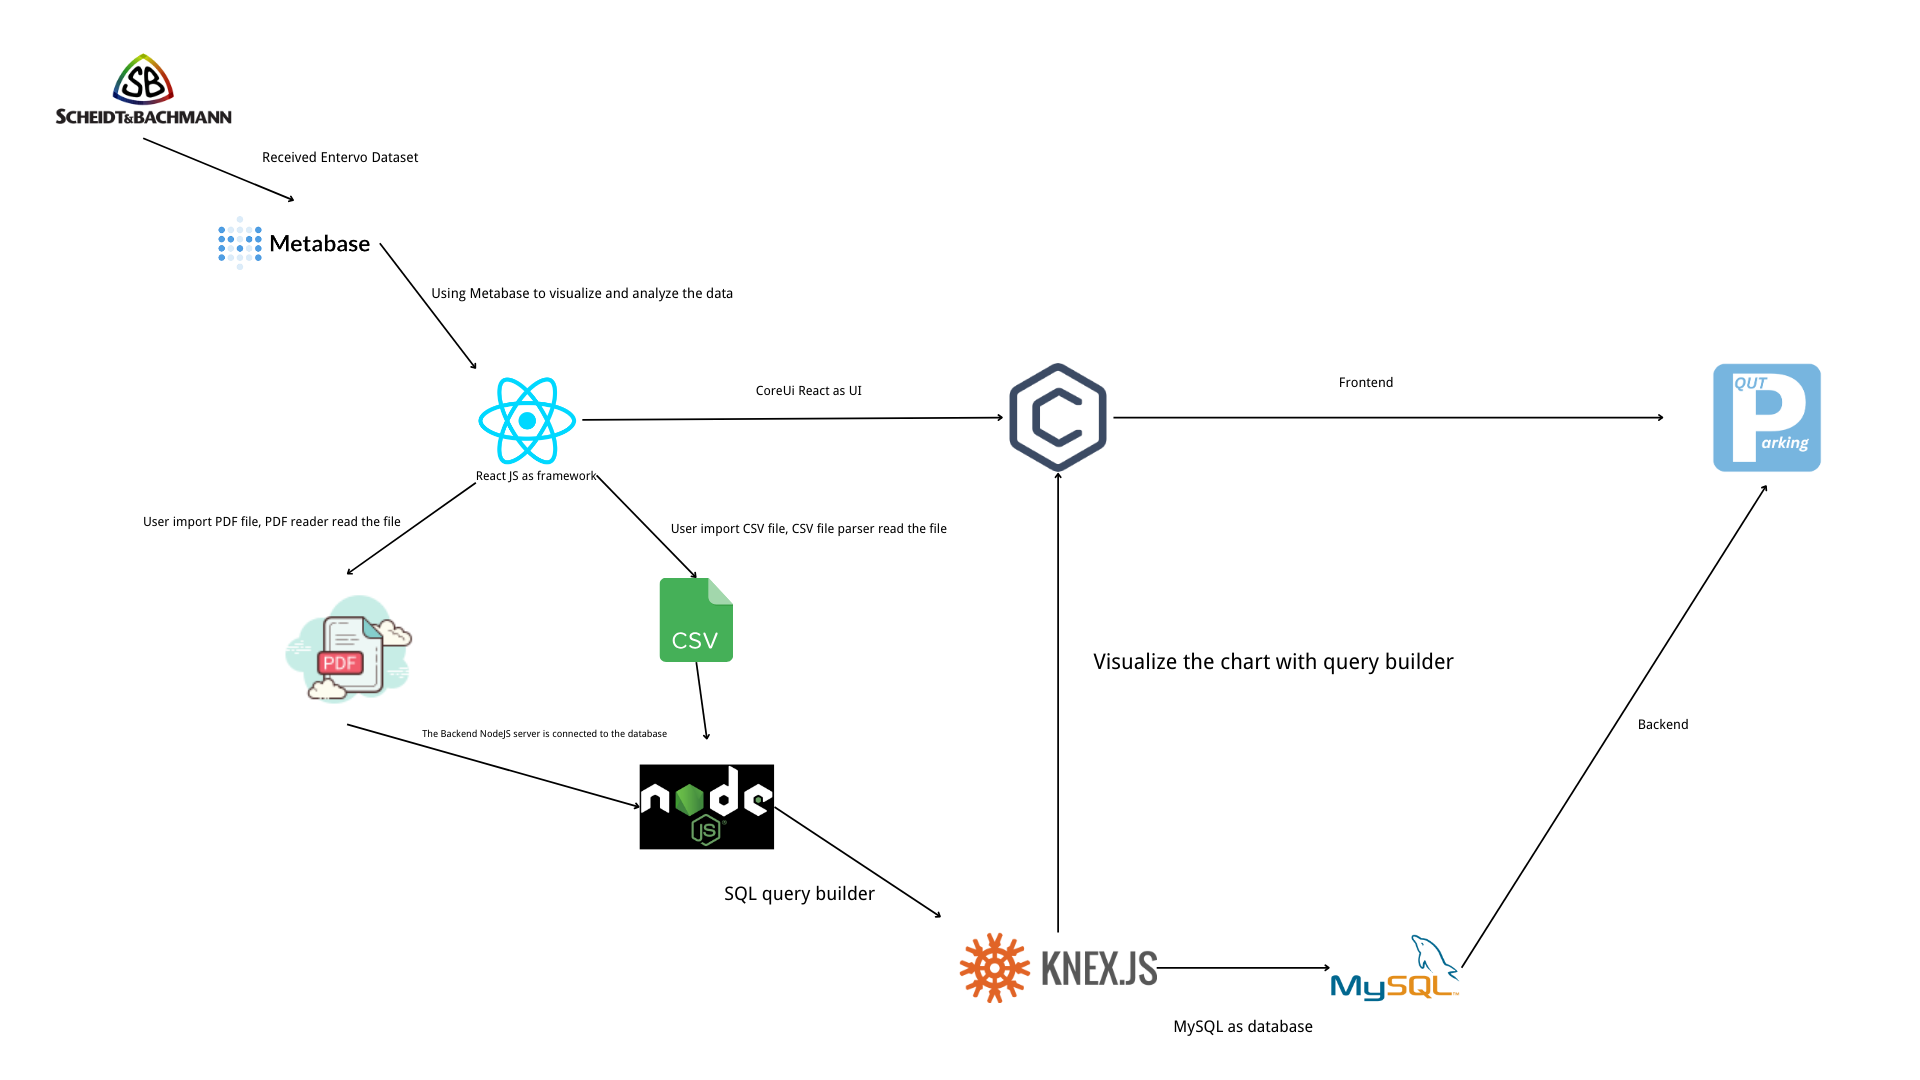 SB
SCHEIDT&BACHMANN
Received Entervo Dataset
Metabase
Using Metabase to visualize and analyze the data
CoreUi React as UI
Frontend
QUT
P
arking
C
React JS as framework
User import PDF file, PDF reader read the file
User import CSV file, CSV file parser read the file
PDF
CSV
Visualize the chart with query builder
The Backend NodeJS server is connected to the database
Backend
node
JS
®
SQL query builder
KNEX.JS
MySQL™
MySQL as database